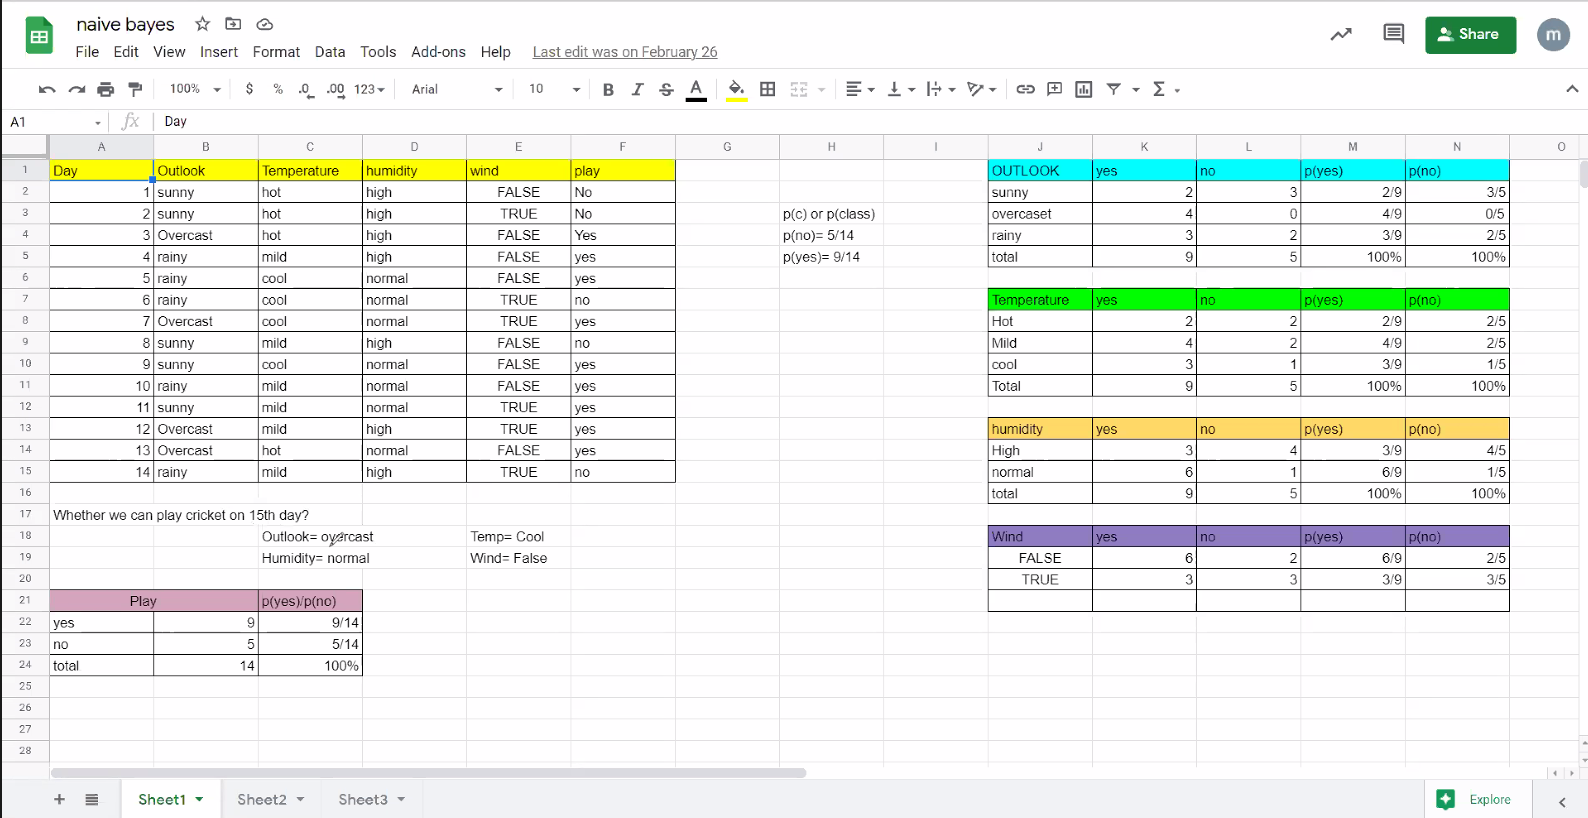 naive bayes
File Edit View Insert Format Data Tools Add-ons Help Last edit was on February 26
Share
m
100% $ % .0 .00 123 Arial 10 B I S A Σ
A1 fx Day
A B C D E F G H I J K L M N O
1 Day Outlook Temperature humidity wind play OUTLOOK yes no p(yes) p(no)
2 1 sunny hot high FALSE No sunny 2 3 2/9 3/5
3 2 sunny hot high TRUE No p(c) or p(class) overcaset 4 0 4/9 0/5
4 3 Overcast hot high FALSE Yes p(no)= 5/14 rainy 3 2 3/9 2/5
5 4 rainy mild high FALSE yes p(yes)= 9/14 total 9 5 100% 100%
6 5 rainy cool normal FALSE yes
7 6 rainy cool normal TRUE no Temperature yes no p(yes) p(no)
8 7 Overcast cool normal TRUE yes Hot 2 2 2/9 2/5
9 8 sunny mild high FALSE no Mild 4 2 4/9 2/5
10 9 sunny cool normal FALSE yes cool 3 1 3/9 1/5
11 10 rainy mild normal FALSE yes Total 9 5 100% 100%
12 11 sunny mild normal TRUE yes
13 12 Overcast mild high TRUE yes humidity yes no p(yes) p(no)
14 13 Overcast hot normal FALSE yes High 3 4 3/9 4/5
15 14 rainy mild high TRUE no normal 6 1 6/9 1/5
16 total 9 5 100% 100%
17 Whether we can play cricket on 15th day?
18 Outlook= overcast Temp= Cool Wind yes no p(yes) p(no)
19 Humidity= normal Wind= False FALSE 6 2 6/9 2/5
20 TRUE 3 3 3/9 3/5
21 Play p(yes)/p(no)
22 yes 9 9/14
23 no 5 5/14
24 total 14 100%
25
26
27
28
Sheet1 Sheet2 Sheet3 Explore